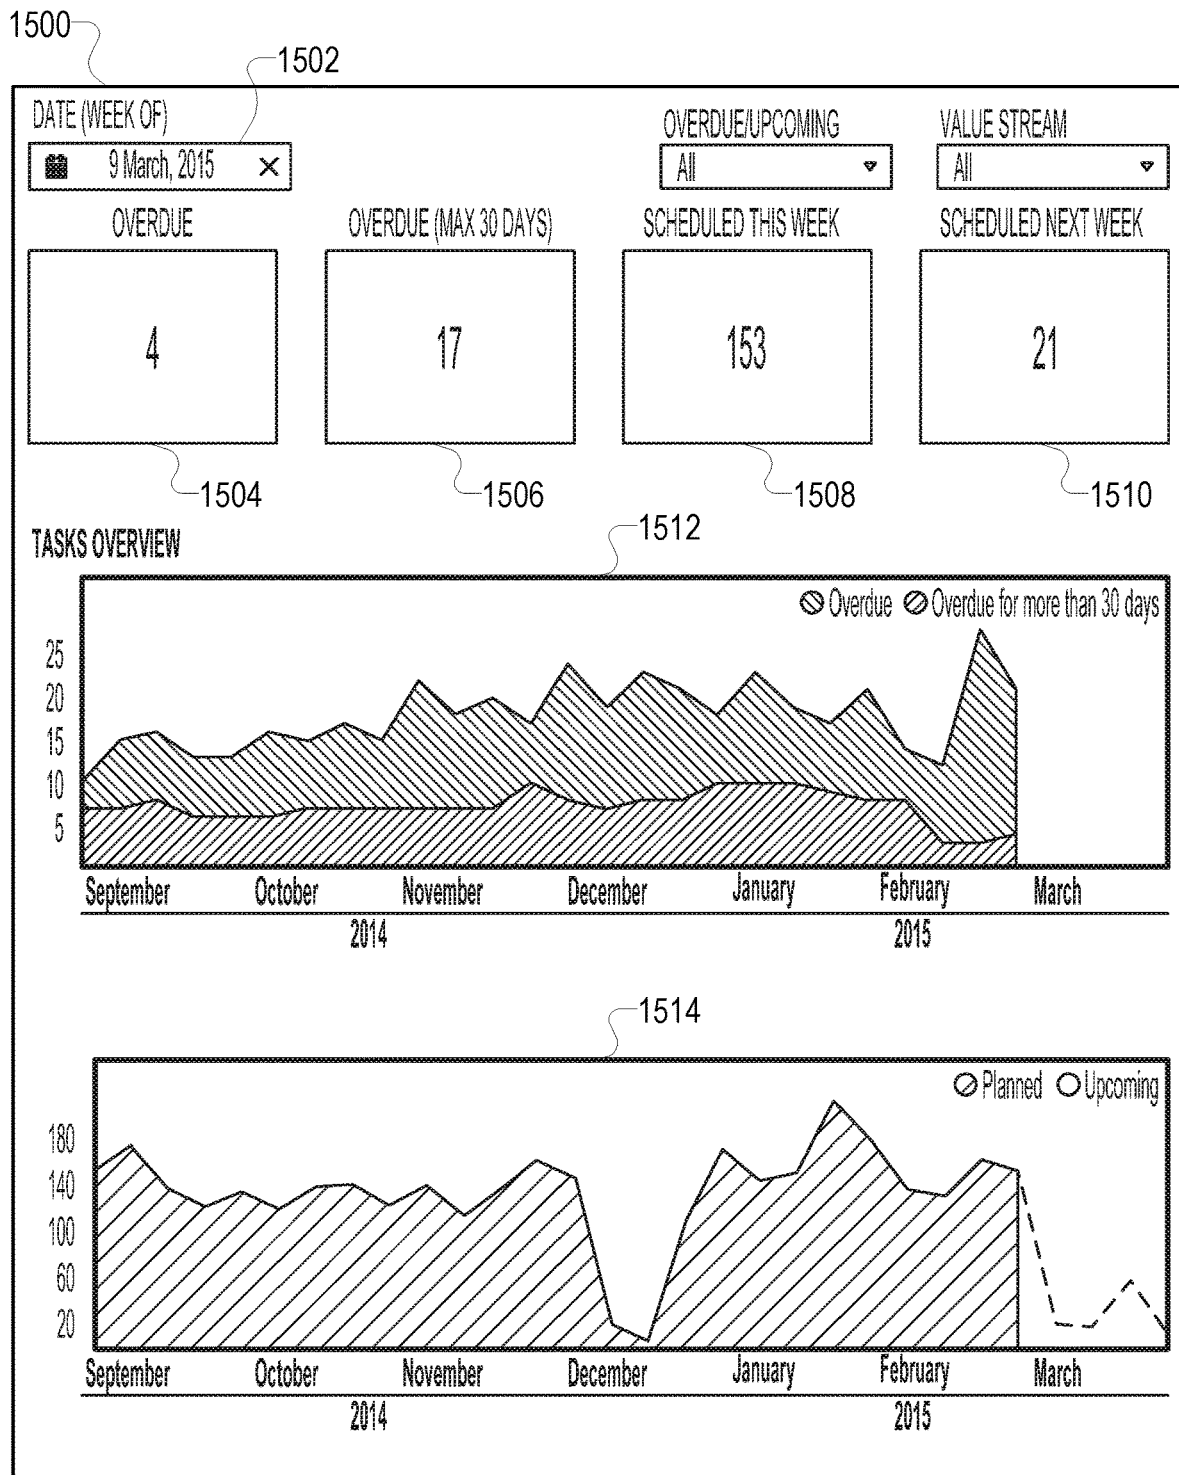 1500
1502
DATE (WEEK OF)
9 March, 2015
OVERDUE/UPCOMING
All
VALUE STREAM
All
OVERDUE
OVERDUE (MAX 30 DAYS)
SCHEDULED THIS WEEK
SCHEDULED NEXT WEEK
4
17
153
21
1504
1506
1508
1510
1512
TASKS OVERVIEW
Overdue
Overdue for more than 30 days
25
20
15
10
5
September October November December January February March
2014 2015
1514
Planned
Upcoming
180
140
100
60
20
September October November December January February March
2014 2015